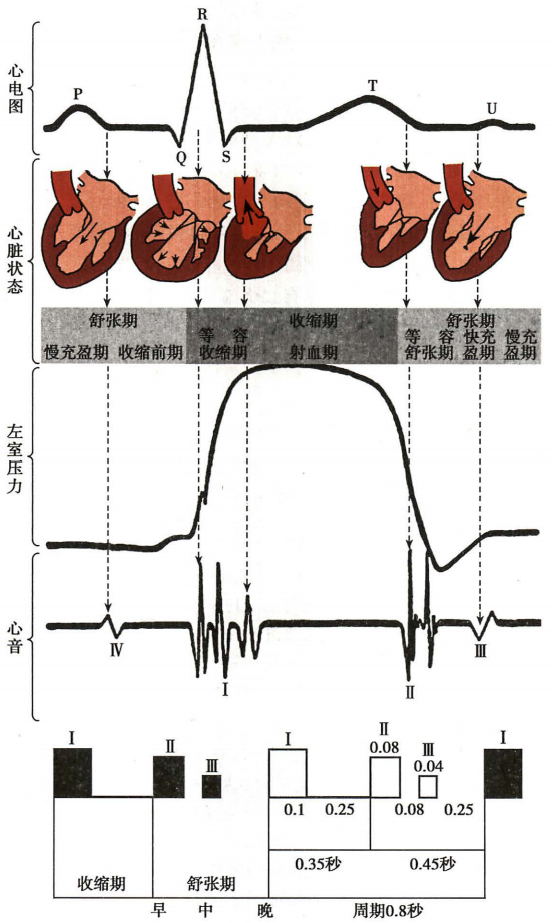 心电图
P
R
Q
S
T
U
心脏状态
舒张期
收缩期
舒张期
慢充盈期
收缩前期
等容
收缩期
射血期
等容
舒张期
快充
盈期
慢充
盈期
左室压力
心音
Ⅳ
Ⅰ
Ⅱ
Ⅲ
Ⅰ
Ⅱ
Ⅲ
Ⅰ
Ⅱ
0.08
Ⅲ
0.04
Ⅰ
0.1
0.25
0.08
0.25
0.35秒
0.45秒
收缩期
舒张期
早
中
晚
周期0.8秒